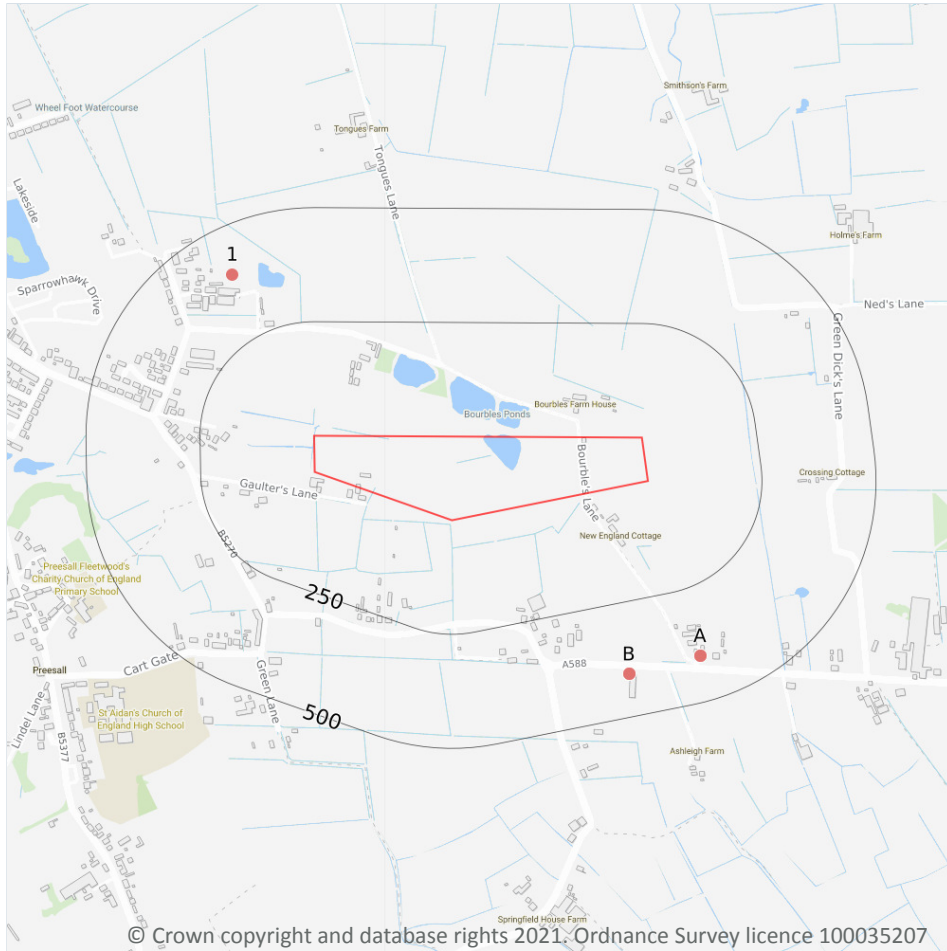 Smithson's Farm
Wheel Foot Watercourse
Tongues Farm
Tongues Lane
Lakeside
Holme's Farm
1
Sparrowhawk Drive
Ned's Lane
Green Dick's Lane
Bourbles Farm House
Bourbles Ponds
Bourble's Lane
Crossing Cottage
Gaulter's Lane
B5270
New England Cottage
Preesall Fleetwood's
Charity Church of England
Primary School
250
A
B
A588
Cart Gate
Preesall
Green Lane
Lindel Lane
St Aidan's Church of
England High School
500
B5377
Ashleigh Farm
Springfield House Farm
© Crown copyright and database rights 2021. Ordnance Survey licence 100035207